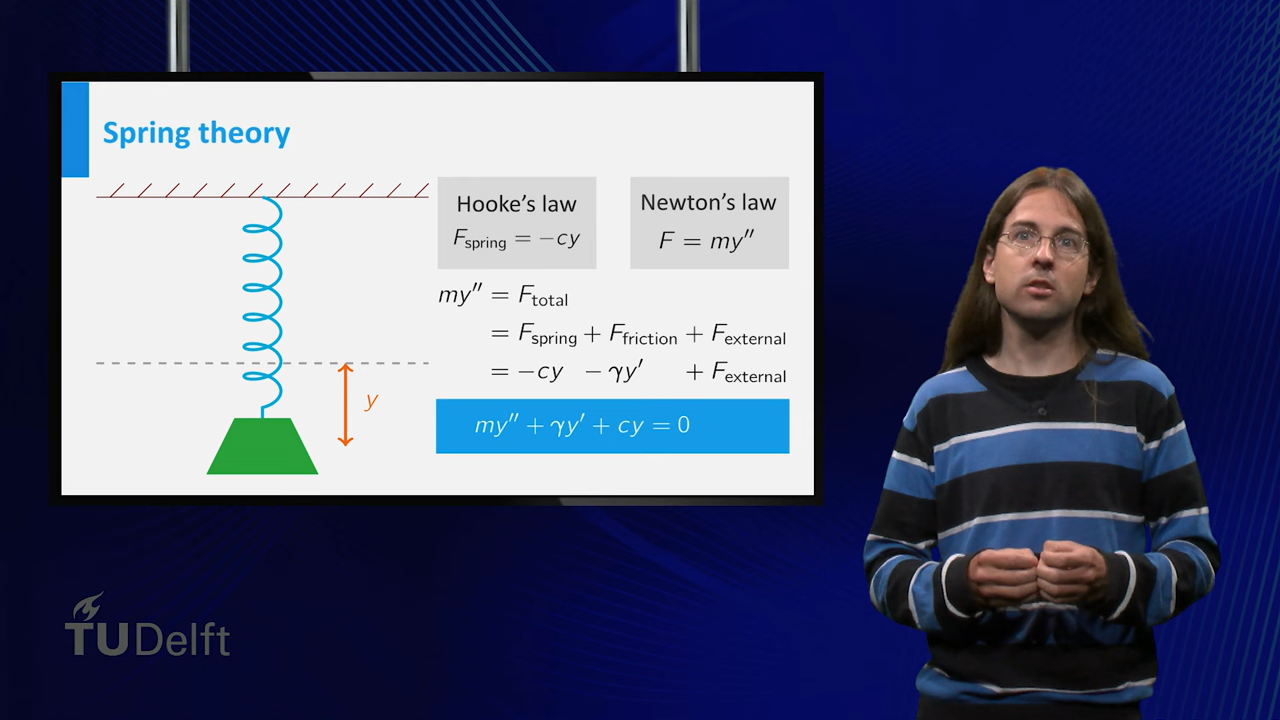 Spring theory
Hooke's law
F_spring = −cy
Newton's law
F = my″
my″ = F_total
= F_spring + F_friction + F_external
= −cy − γy′ + F_external
y
my″ + γy′ + cy = 0
TUDelft